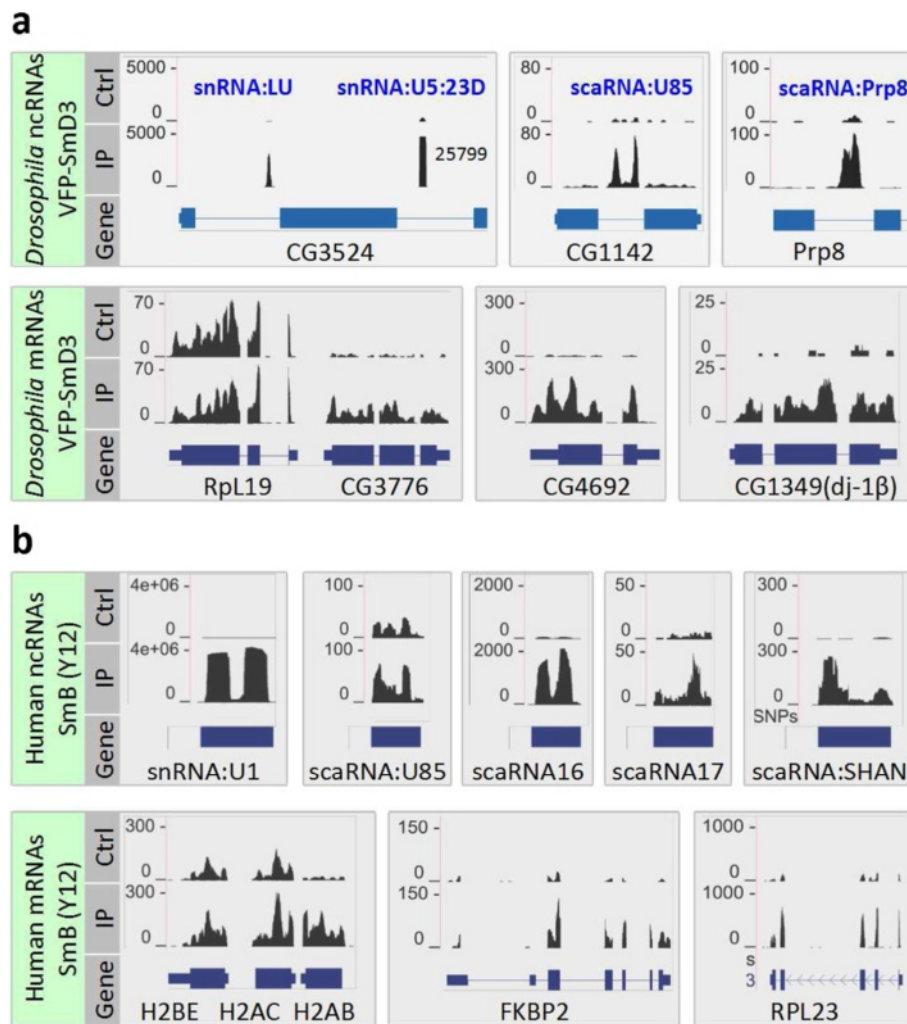 a
Drosophila ncRNAs
VFP-SmD3
Ctrl
IP
Gene
5000
0
5000
0
snRNA:LU
snRNA:U5:23D
25799
CG3524
80
0
80
0
scaRNA:U85
CG1142
100
0
100
0
scaRNA:Prp8
Prp8
Drosophila mRNAs
VFP-SmD3
Ctrl
IP
Gene
70
0
70
0
RpL19
CG3776
300
0
300
0
CG4692
25
0
25
0
CG1349(dj-1β)
b
Human ncRNAs
SmB (Y12)
Ctrl
IP
Gene
4e+06
0
4e+06
0
snRNA:U1
100
0
100
0
scaRNA:U85
2000
0
2000
0
scaRNA16
50
0
50
0
scaRNA17
300
0
300
0
SNPs
scaRNA:SHAN
Human mRNAs
SmB (Y12)
Ctrl
IP
Gene
300
0
300
0
H2BE H2AC H2AB
150
0
150
0
FKBP2
1000
0
1000
0
s
3
RPL23